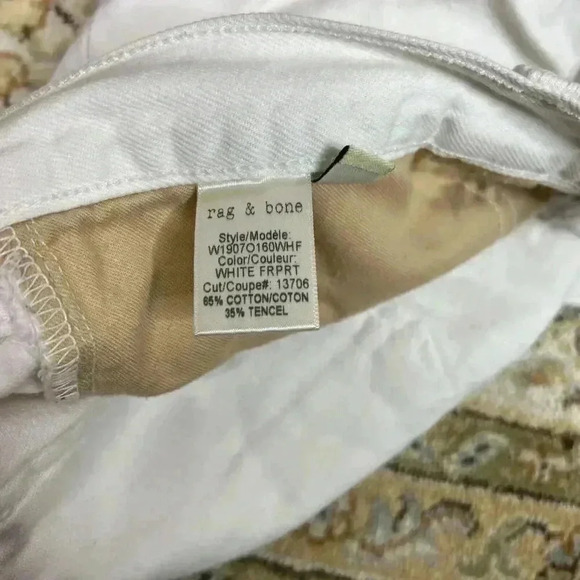 rag & bone
Style/Modèle:
W1907O160WHF
Color/Couleur:
WHITE FRPRT
Cut/Coupe#: 13706
65% COTTON/COTON
35% TENCEL